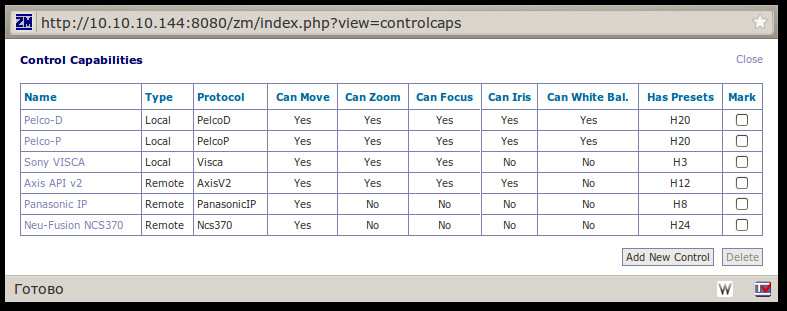 ZM http://10.10.10.144:8080/zm/index.php?view=controlcaps
Control Capabilities Close
Name Type Protocol Can Move Can Zoom Can Focus Can Iris Can White Bal. Has Presets Mark
Pelco-D Local PelcoD Yes Yes Yes Yes Yes H20
Pelco-P Local PelcoP Yes Yes Yes Yes Yes H20
Sony VISCA Local Visca Yes Yes Yes No No H3
Axis API v2 Remote AxisV2 Yes Yes Yes Yes No H12
Panasonic IP Remote PanasonicIP Yes No No No No H8
Neu-Fusion NCS370 Remote Ncs370 Yes No No No No H24
Add New Control Delete
Готово W